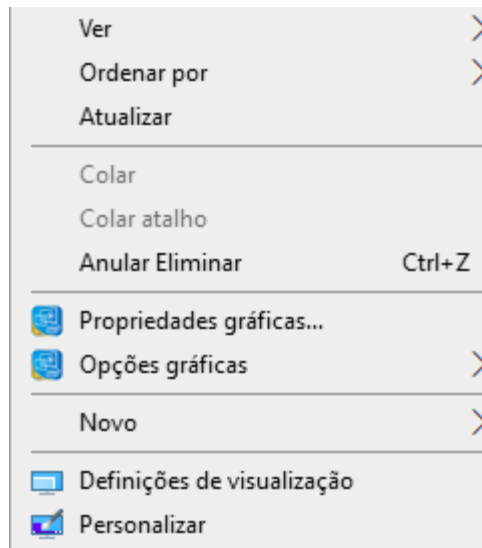 Ver
Ordenar por
Atualizar
Colar
Colar atalho
Anular Eliminar Ctrl+Z
Propriedades gráficas...
Opções gráficas
Novo
Definições de visualização
Personalizar